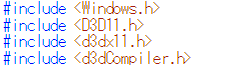 #include <Windows.h>
#include <D3D11.h>
#include <d3dx11.h>
#include <d3dCompiler.h>